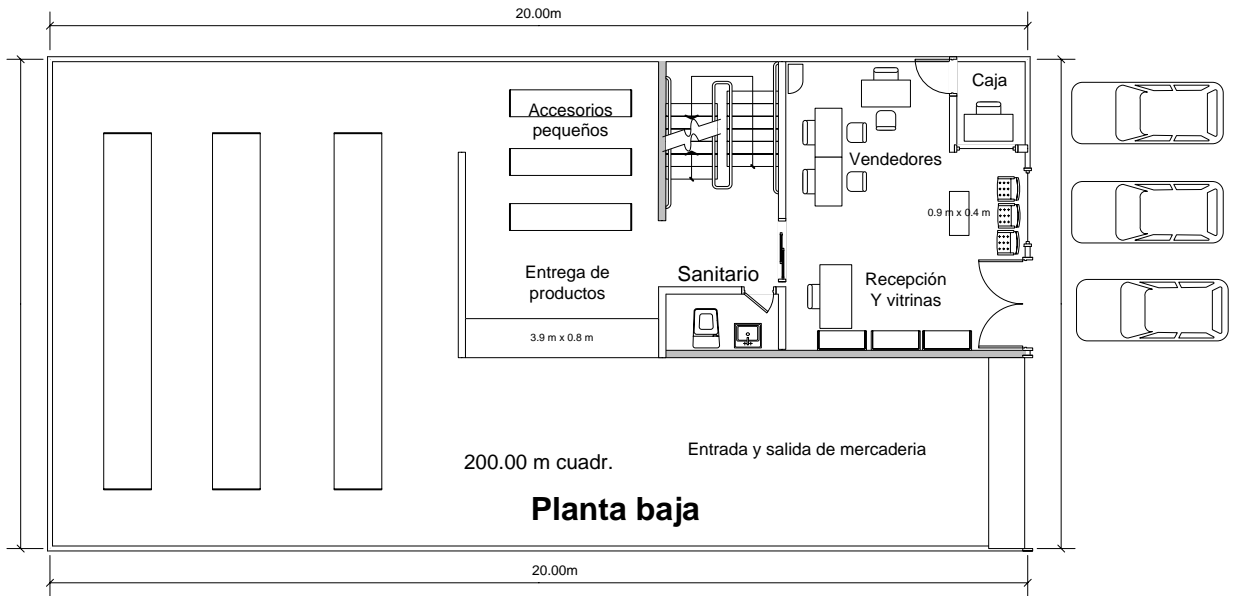 20.00m
Caja
Accesorios
pequeños
Vendedores
0.9 m x 0.4 m
Sanitario
Entrega de
productos
Recepción
Y vitrinas
3.9 m x 0.8 m
Entrada y salida de mercaderia
200.00 m cuadr.
Planta baja
20.00m